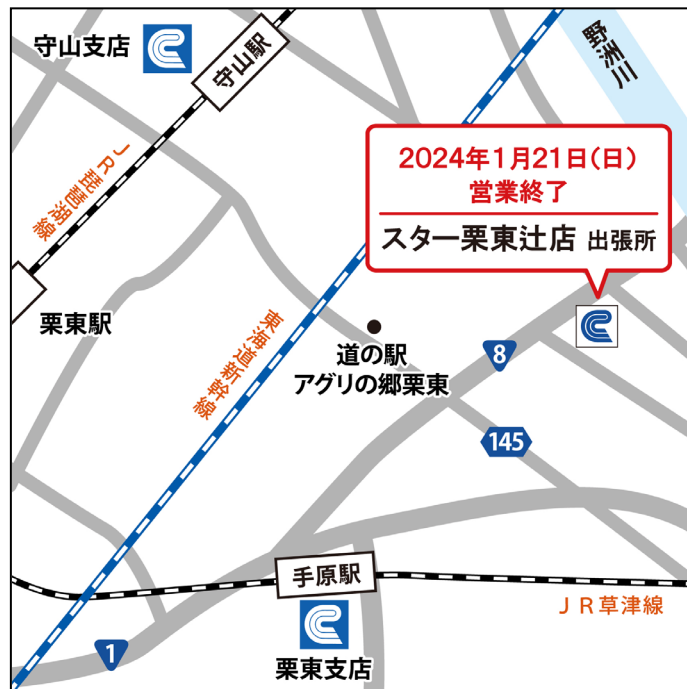 守山支店
守山駅
野洲川
JR琵琶湖線
2024年1月21日(日)
営業終了
スター栗東辻店 出張所
栗東駅
東海道新幹線
道の駅
アグリの郷栗東
8
145
手原駅
JR草津線
1
栗東支店